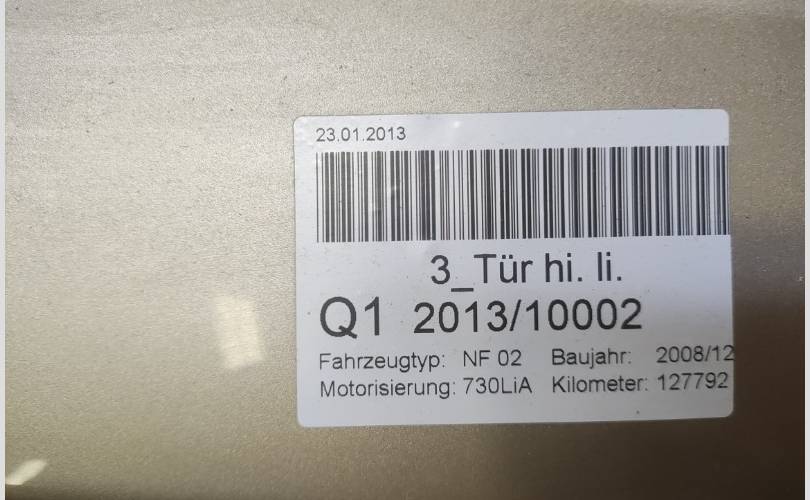 23.01.2013
3_Tür hi. li.
Q1 2013/10002
Fahrzeugtyp: NF 02 Baujahr: 2008/12
Motorisierung: 730LiA Kilometer: 127792